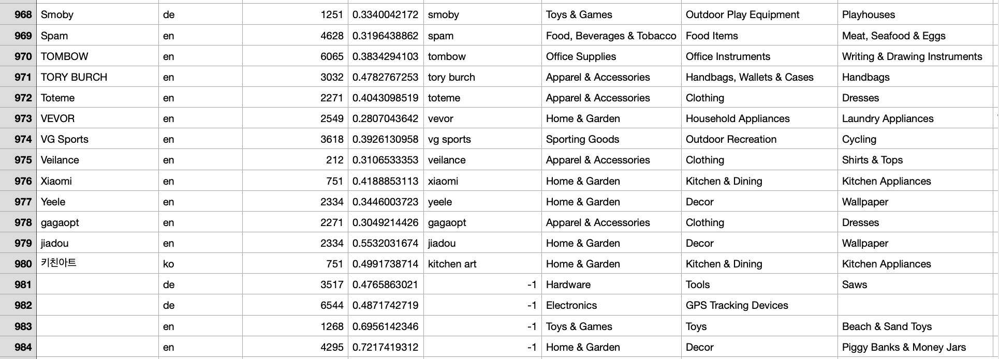 968 Smoby de 1251 0.3340042172 smoby Toys & Games Outdoor Play Equipment Playhouses
969 Spam en 4628 0.3196438862 spam Food, Beverages & Tobacco Food Items Meat, Seafood & Eggs
970 TOMBOW en 6065 0.3834294103 tombow Office Supplies Office Instruments Writing & Drawing Instruments
971 TORY BURCH en 3032 0.4782767253 tory burch Apparel & Accessories Handbags, Wallets & Cases Handbags
972 Toteme en 2271 0.4043098519 toteme Apparel & Accessories Clothing Dresses
973 VEVOR en 2549 0.2807043642 vevor Home & Garden Household Appliances Laundry Appliances
974 VG Sports en 3618 0.3926130958 vg sports Sporting Goods Outdoor Recreation Cycling
975 Veilance en 212 0.3106533353 veilance Apparel & Accessories Clothing Shirts & Tops
976 Xiaomi en 751 0.4188853113 xiaomi Home & Garden Kitchen & Dining Kitchen Appliances
977 Yeele en 2334 0.3446003723 yeele Home & Garden Decor Wallpaper
978 gagaopt en 2271 0.3049214426 gagaopt Apparel & Accessories Clothing Dresses
979 jiadou en 2334 0.5532031674 jiadou Home & Garden Decor Wallpaper
980 키친아트 ko 751 0.4991738714 kitchen art Home & Garden Kitchen & Dining Kitchen Appliances
981 de 3517 0.4765863021 -1 Hardware Tools Saws
982 de 6544 0.4871742719 -1 Electronics GPS Tracking Devices
983 en 1268 0.6956142346 -1 Toys & Games Toys Beach & Sand Toys
984 en 4295 0.7217419312 -1 Home & Garden Decor Piggy Banks & Money Jars